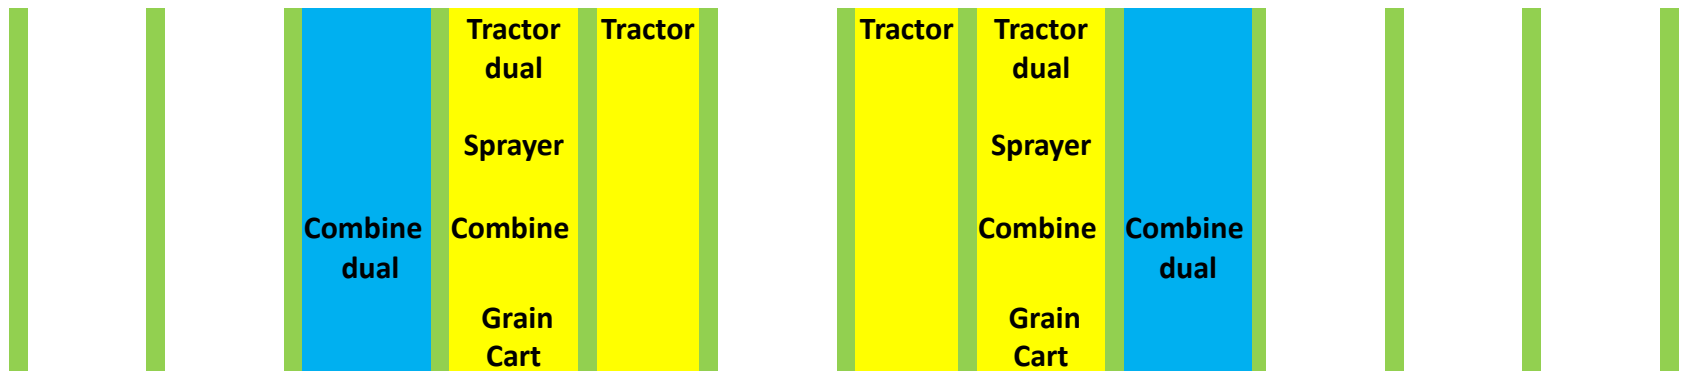 Combine
dual
Tractor
dual
Sprayer
Combine
Grain
Cart
Tractor
Tractor
Tractor
dual
Sprayer
Combine
Grain
Cart
Combine
dual